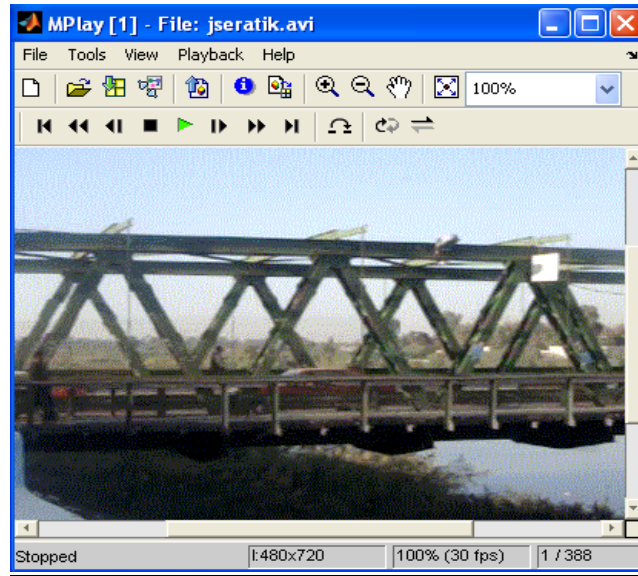 MPlay [1] - File: jseratik.avi
File Tools View Playback Help
100%
Stopped I:480x720 100% (30 fps) 1 / 388